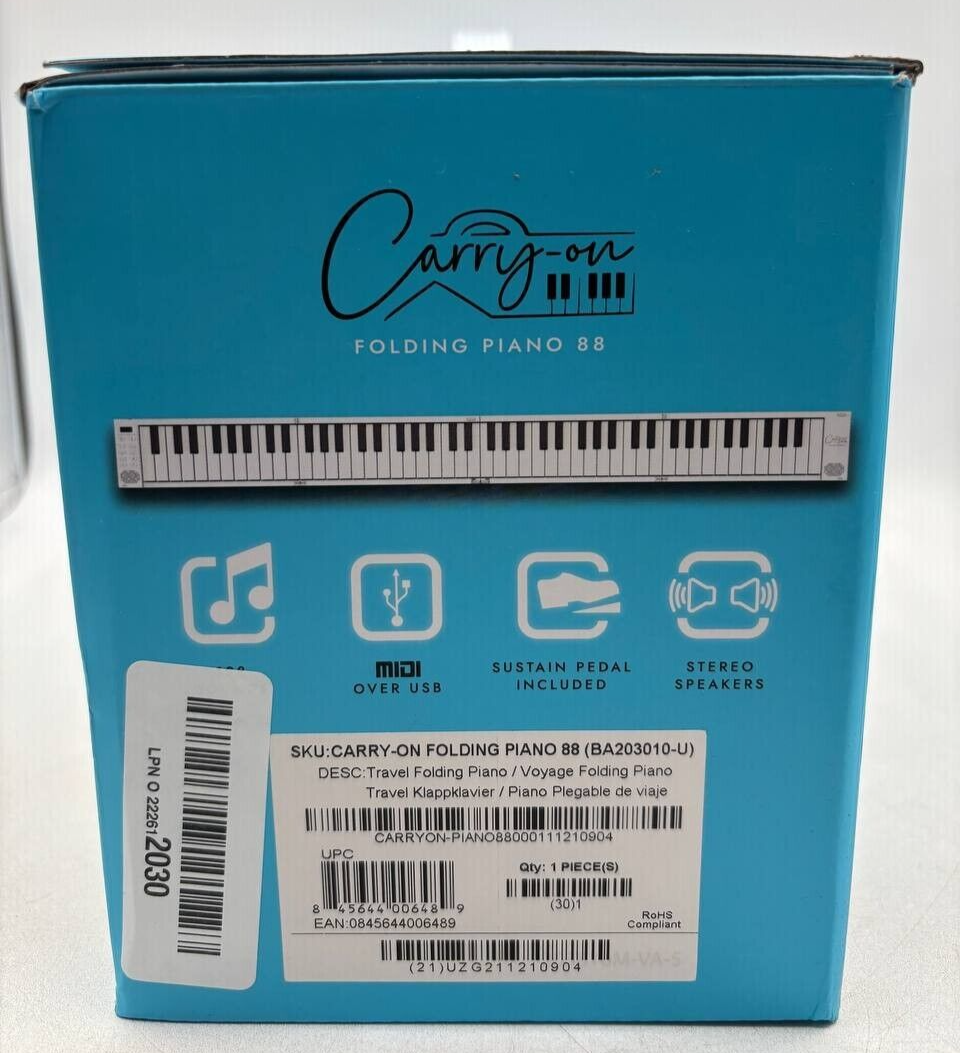 Carry-on
FOLDING PIANO 88
MIDI
OVER USB
SUSTAIN PEDAL
INCLUDED
STEREO
SPEAKERS
LPN O 222612030
SKU:CARRY-ON FOLDING PIANO 88 (BA203010-U)
DESC:Travel Folding Piano / Voyage Folding Piano
Travel Klappklavier / Piano Plegable de viaje
CARRYON-PIANO88000111210904
UPC
Qty: 1 PIECE(S)
(30)1
8 45644 00648 9
EAN:0845644006489
RoHS
Compliant
(21)UZG211210904